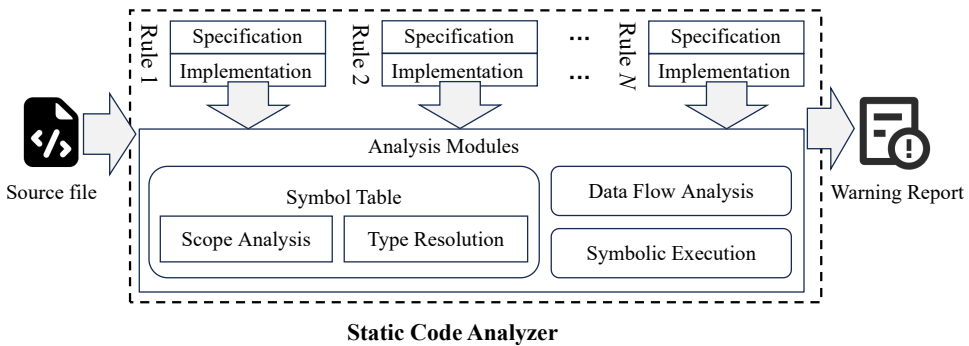 Rule 1
Specification
Implementation
Rule 2
Specification
Implementation
...
...
Rule N
Specification
Implementation
</>
Source file
Analysis Modules
Symbol Table
Scope Analysis
Type Resolution
Data Flow Analysis
Symbolic Execution
Warning Report
Static Code Analyzer